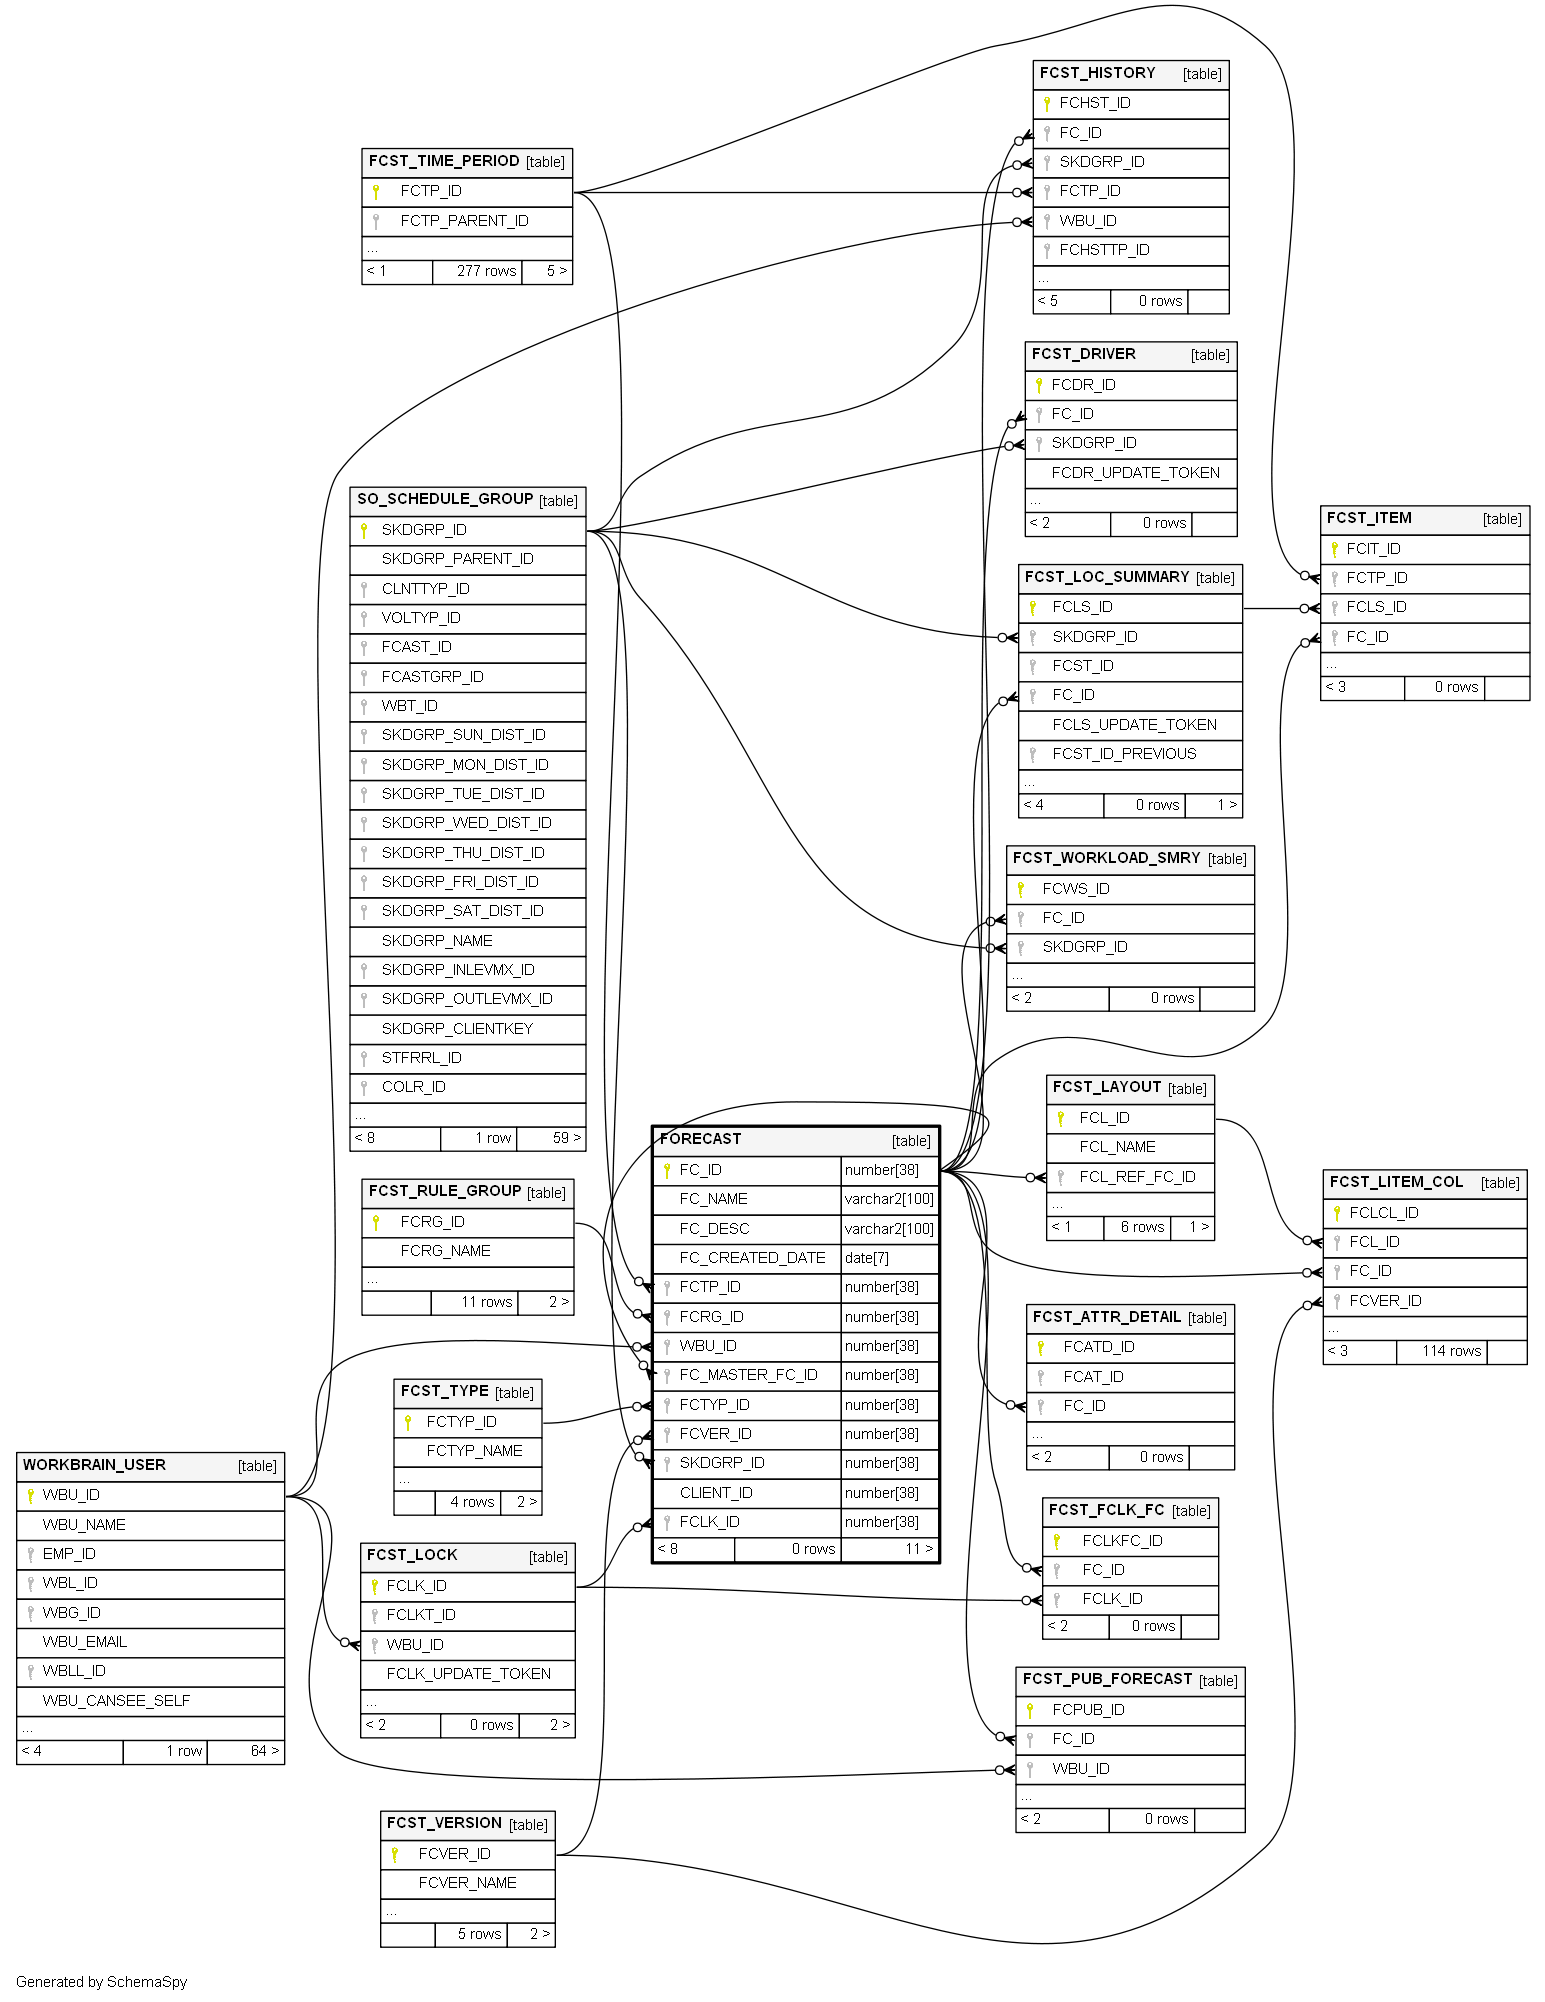 FCST_HISTORY [table]
FCHST_ID
FC_ID
SKDGRP_ID
FCTP_ID
WBU_ID
FCHSTTP_ID
...
< 5 0 rows
FCST_TIME_PERIOD [table]
FCTP_ID
FCTP_PARENT_ID
...
< 1 277 rows 5 >
FCST_DRIVER [table]
FCDR_ID
FC_ID
SKDGRP_ID
FCDR_UPDATE_TOKEN
...
< 2 0 rows
SO_SCHEDULE_GROUP [table]
SKDGRP_ID
SKDGRP_PARENT_ID
CLNTTYP_ID
VOLTYP_ID
FCAST_ID
FCASTGRP_ID
WBT_ID
SKDGRP_SUN_DIST_ID
SKDGRP_MON_DIST_ID
SKDGRP_TUE_DIST_ID
SKDGRP_WED_DIST_ID
SKDGRP_THU_DIST_ID
SKDGRP_FRI_DIST_ID
SKDGRP_SAT_DIST_ID
SKDGRP_NAME
SKDGRP_INLEVMX_ID
SKDGRP_OUTLEVMX_ID
SKDGRP_CLIENTKEY
STFRRL_ID
COLR_ID
...
< 8 1 row 59 >
FCST_ITEM [table]
FCIT_ID
FCTP_ID
FCLS_ID
FC_ID
...
< 3 0 rows
FCST_LOC_SUMMARY [table]
FCLS_ID
SKDGRP_ID
FCST_ID
FC_ID
FCLS_UPDATE_TOKEN
FCST_ID_PREVIOUS
...
< 4 0 rows 1 >
FCST_WORKLOAD_SMRY [table]
FCWS_ID
FC_ID
SKDGRP_ID
...
< 2 0 rows
FCST_LAYOUT [table]
FCL_ID
FCL_NAME
FCL_REF_FC_ID
...
< 1 6 rows 1 >
FORECAST [table]
FC_ID number[38]
FC_NAME varchar2[100]
FC_DESC varchar2[100]
FC_CREATED_DATE date[7]
FCTP_ID number[38]
FCRG_ID number[38]
WBU_ID number[38]
FC_MASTER_FC_ID number[38]
FCTYP_ID number[38]
FCVER_ID number[38]
SKDGRP_ID number[38]
CLIENT_ID number[38]
FCLK_ID number[38]
< 8 0 rows 11 >
FCST_RULE_GROUP [table]
FCRG_ID
FCRG_NAME
...
11 rows 2 >
FCST_LITEM_COL [table]
FCLCL_ID
FCL_ID
FC_ID
FCVER_ID
...
< 3 114 rows
FCST_ATTR_DETAIL [table]
FCATD_ID
FCAT_ID
FC_ID
...
< 2 0 rows
FCST_TYPE [table]
FCTYP_ID
FCTYP_NAME
...
4 rows 2 >
WORKBRAIN_USER [table]
WBU_ID
WBU_NAME
EMP_ID
WBL_ID
WBG_ID
WBU_EMAIL
WBLL_ID
WBU_CANSEE_SELF
...
< 4 1 row 64 >
FCST_FCLK_FC [table]
FCLKFC_ID
FC_ID
FCLK_ID
< 2 0 rows
FCST_LOCK [table]
FCLK_ID
FCLKT_ID
WBU_ID
FCLK_UPDATE_TOKEN
...
< 2 0 rows 2 >
FCST_PUB_FORECAST [table]
FCPUB_ID
FC_ID
WBU_ID
...
< 2 0 rows
FCST_VERSION [table]
FCVER_ID
FCVER_NAME
...
5 rows 2 >
Generated by SchemaSpy